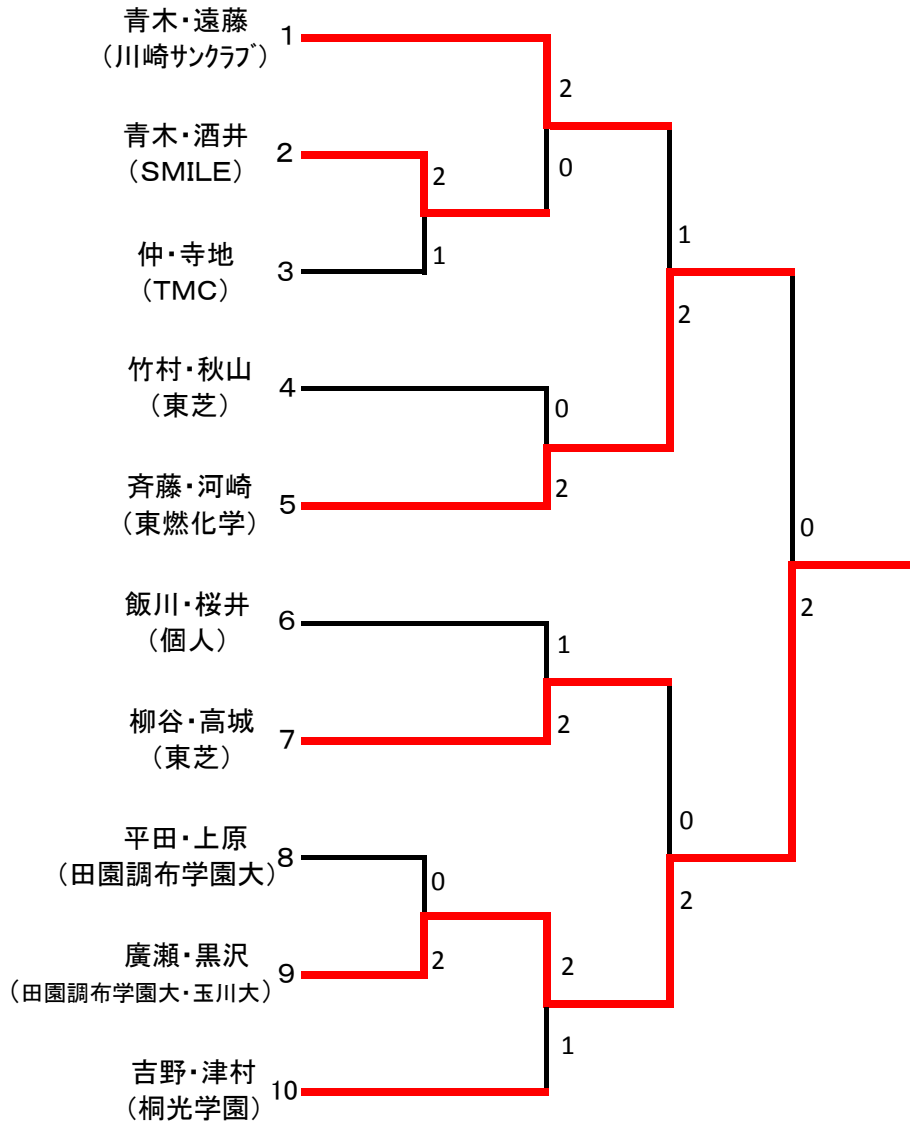 青木・遠藤
（川崎サンクラブ）
1
2
青木・酒井
（SMILE）
2
2
0
仲・寺地
（TMC）
3
1
1
2
竹村・秋山
（東芝）
4
0
斉藤・河崎
（東燃化学）
5
2
0
2
飯川・桜井
（個人）
6
1
柳谷・高城
（東芝）
7
2
0
2
平田・上原
（田園調布学園大）
8
0
廣瀬・黒沢
（田園調布学園大・玉川大）
9
2
2
1
吉野・津村
（桐光学園）
10